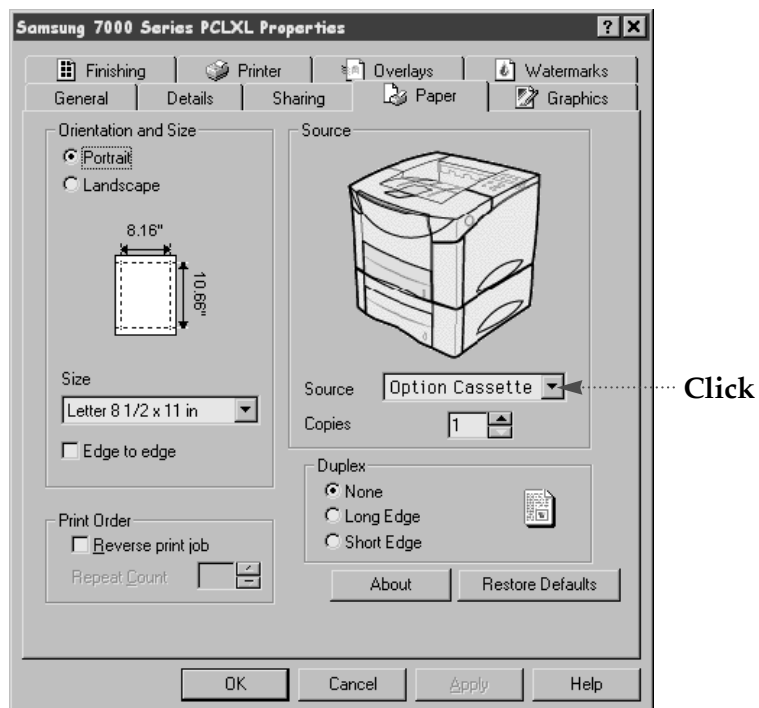 Samsung 7000 Series PCLXL Properties
Finishing Printer Overlays Watermarks
General Details Sharing Paper Graphics
Orientation and Size
Portrait
Landscape
8.16"
10.66"
Size
Letter 8 1/2 x 11 in
Edge to edge
Print Order
Reverse print job
Repeat Count
Source
Source Option Cassette
Click
Copies 1
Duplex
None
Long Edge
Short Edge
About Restore Defaults
OK Cancel Apply Help